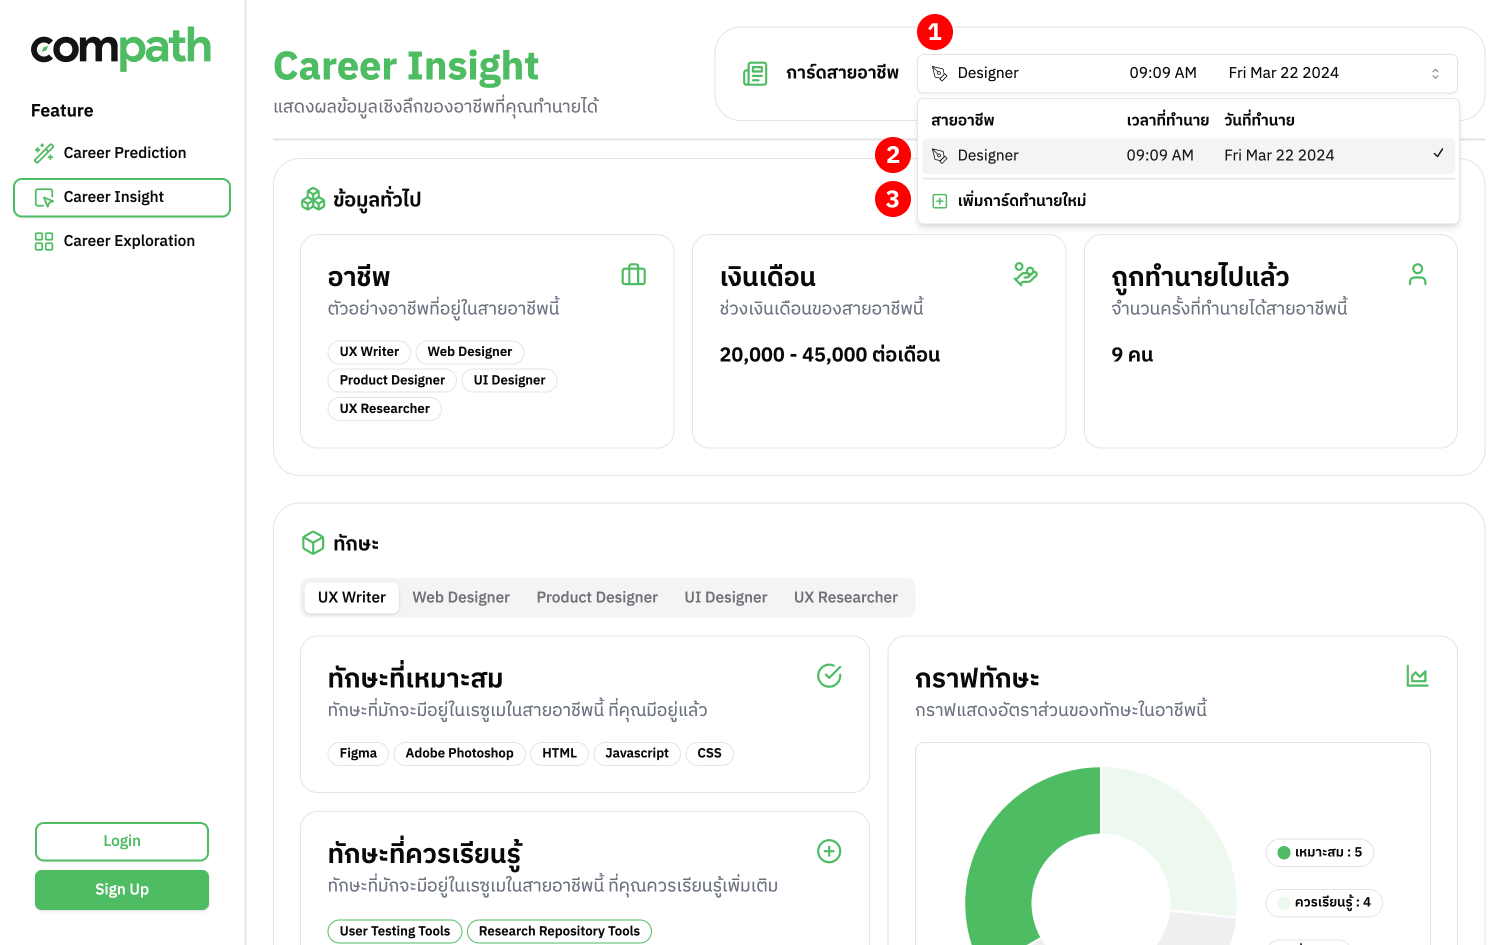 compath
Feature
Career Prediction
Career Insight
Career Exploration
Login
Sign Up
Career Insight
แสดงผลข้อมูลเชิงลึกของอาชีพที่คุณทำนายได้
การ์ดสายอาชีพ
1
Designer 09:09 AM Fri Mar 22 2024
สายอาชีพ เวลาที่ทำนาย วันที่ทำนาย
2
Designer 09:09 AM Fri Mar 22 2024
3
เพิ่มการ์ดทำนายใหม่
ข้อมูลทั่วไป
อาชีพ
ตัวอย่างอาชีพที่อยู่ในสายอาชีพนี้
UX Writer Web Designer
Product Designer UI Designer
UX Researcher
เงินเดือน
ช่วงเงินเดือนของสายอาชีพนี้
20,000 - 45,000 ต่อเดือน
ถูกทำนายไปแล้ว
จำนวนครั้งที่ทำนายได้สายอาชีพนี้
9 คน
ทักษะ
UX Writer Web Designer Product Designer UI Designer UX Researcher
ทักษะที่เหมาะสม
ทักษะที่มักจะมีอยู่ในเรซูเมในสายอาชีพนี้ ที่คุณมีอยู่แล้ว
Figma Adobe Photoshop HTML Javascript CSS
ทักษะที่ควรเรียนรู้
ทักษะที่มักจะมีอยู่ในเรซูเมในสายอาชีพนี้ ที่คุณควรเรียนรู้เพิ่มเติม
User Testing Tools Research Repository Tools
กราฟทักษะ
กราฟแสดงอัตราส่วนของทักษะในอาชีพนี้
เหมาะสม : 5
ควรเรียนรู้ : 4